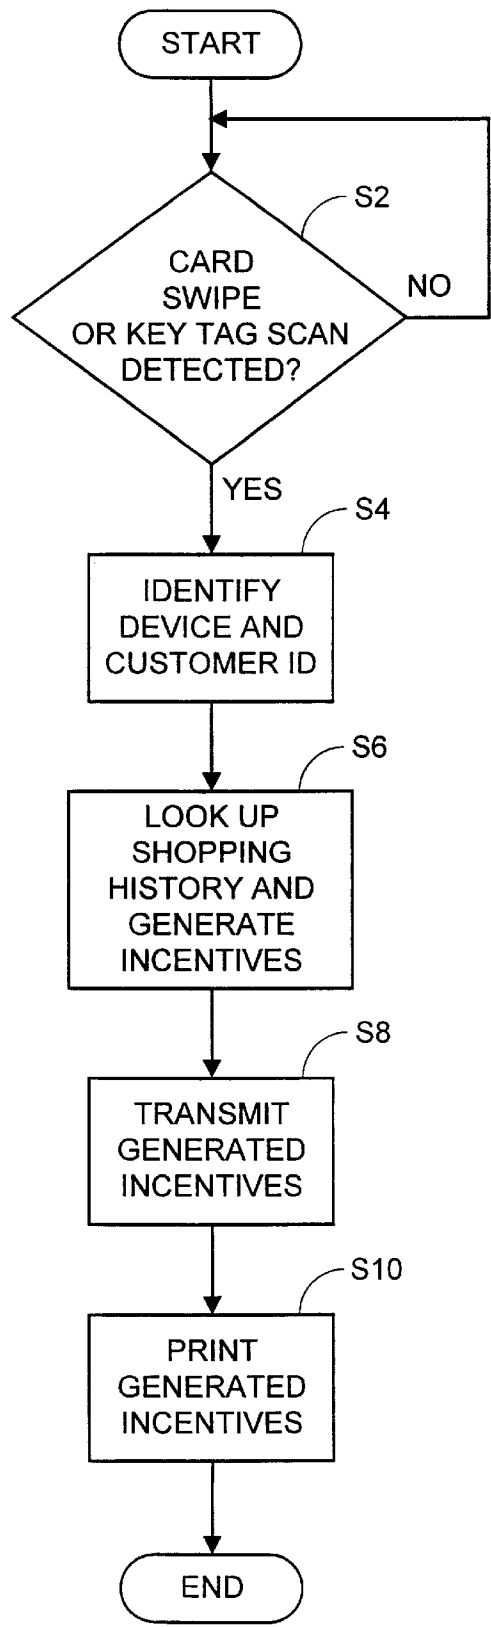 START
S2
CARD
SWIPE
OR KEY TAG SCAN
DETECTED?
NO
YES
S4
IDENTIFY
DEVICE AND
CUSTOMER ID
S6
LOOK UP
SHOPPING
HISTORY AND
GENERATE
INCENTIVES
S8
TRANSMIT
GENERATED
INCENTIVES
S10
PRINT
GENERATED
INCENTIVES
END